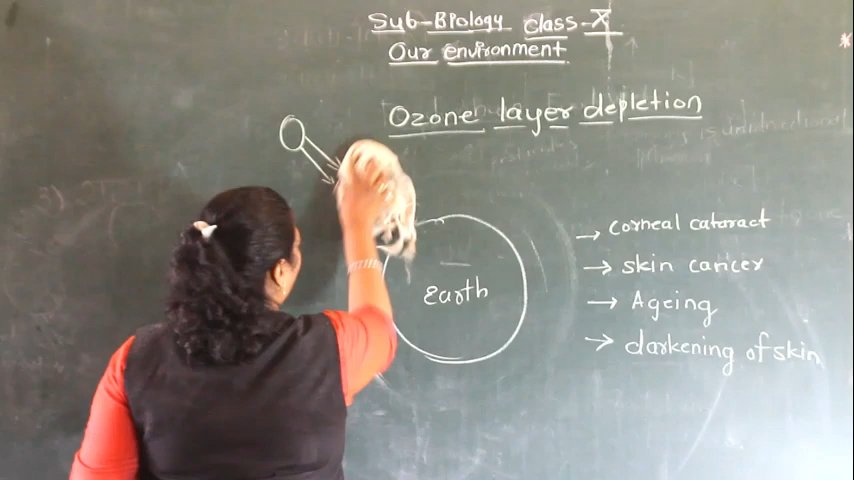 Sub-Biology class-X
Our environment
Ozone layer depletion
Earth
→ corneal cataract
→ skin cancer
→ Ageing
→ darkening of skin